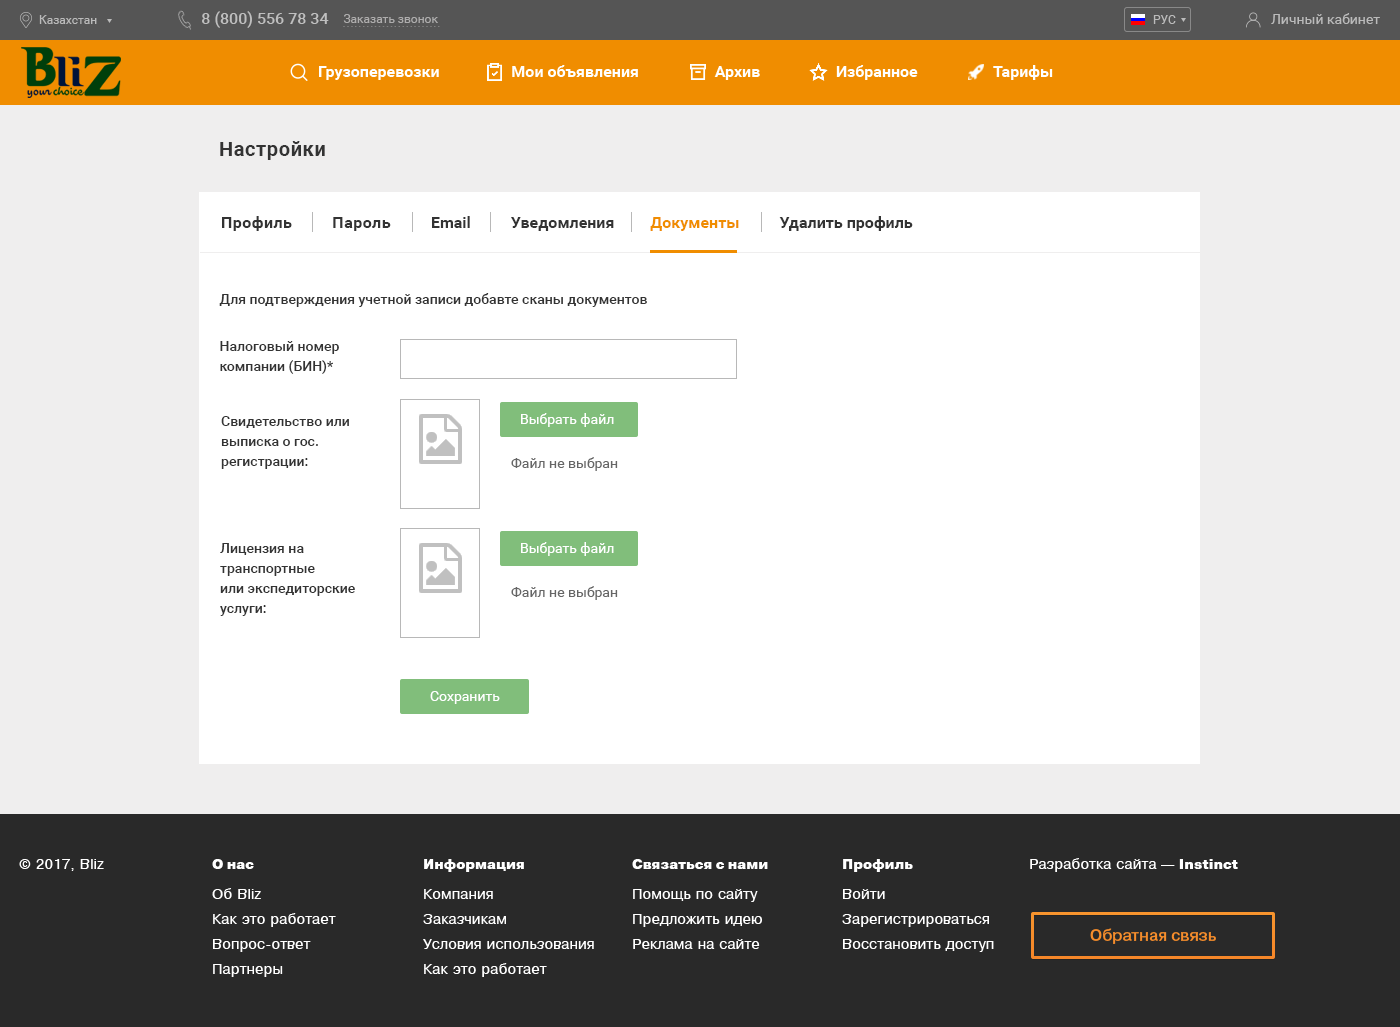 Казахстан
8 (800) 556 78 34
Заказать звонок
РУС
Личный кабинет
BliZ
your choice
Грузоперевозки
Мои объявления
Архив
Избранное
Тарифы
Настройки
Профиль
Пароль
Email
Уведомления
Документы
Удалить профиль
Для подтверждения учетной записи добавте сканы документов
Налоговый номер
компании (БИН)*
Свидетельство или
выписка о гос.
регистрации:
Выбрать файл
Файл не выбран
Лицензия на
транспортные
или экспедиторские
услуги:
Выбрать файл
Файл не выбран
Сохранить
© 2017, Bliz
О нас
Об Bliz
Как это работает
Вопрос-ответ
Партнеры
Информация
Компания
Заказчикам
Условия использования
Как это работает
Связаться с нами
Помощь по сайту
Предложить идею
Реклама на сайте
Профиль
Войти
Зарегистрироваться
Восстановить доступ
Разработка сайта — Instinct
Обратная связь